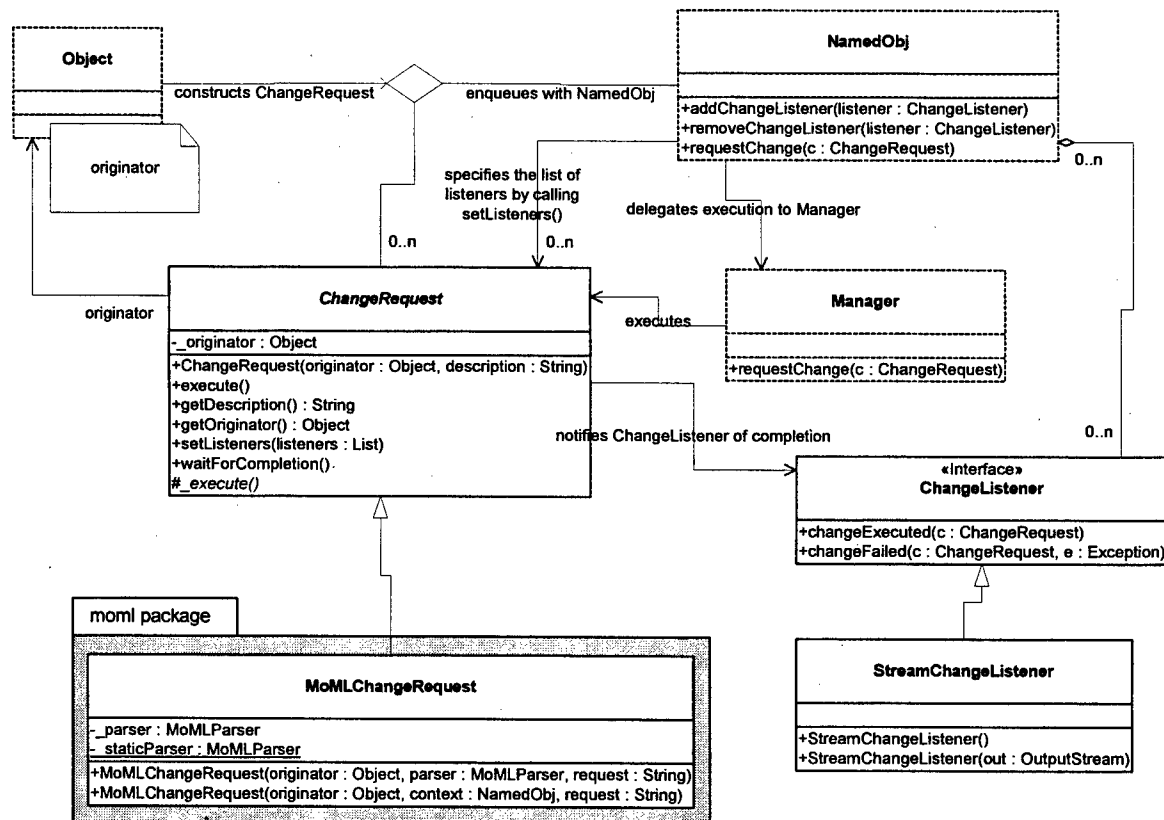 Object
originator
constructs ChangeRequest
enqueues with NamedObj
NamedObj
+addChangeListener(listener : ChangeListener)
+removeChangeListener(listener : ChangeListener)
+requestChange(c : ChangeRequest)
0..n
specifies the list of
listeners by calling
setListeners()
delegates execution to Manager
0..n
0..n
originator
ChangeRequest
-_originator : Object
+ChangeRequest(originator : Object, description : String)
+execute()
+getDescription() : String
+getOriginator() : Object
+setListeners(listeners : List)
+waitForCompletion()
#_execute()
executes
Manager
+requestChange(c : ChangeRequest)
notifies ChangeListener of completion
0..n
«Interface»
ChangeListener
+changeExecuted(c : ChangeRequest)
+changeFailed(c : ChangeRequest, e : Exception)
moml package
MoMLChangeRequest
-_parser : MoMLParser
-_staticParser : MoMLParser
+MoMLChangeRequest(originator : Object, parser : MoMLParser, request : String)
+MoMLChangeRequest(originator : Object, context : NamedObj, request : String)
StreamChangeListener
+StreamChangeListener()
+StreamChangeListener(out : OutputStream)